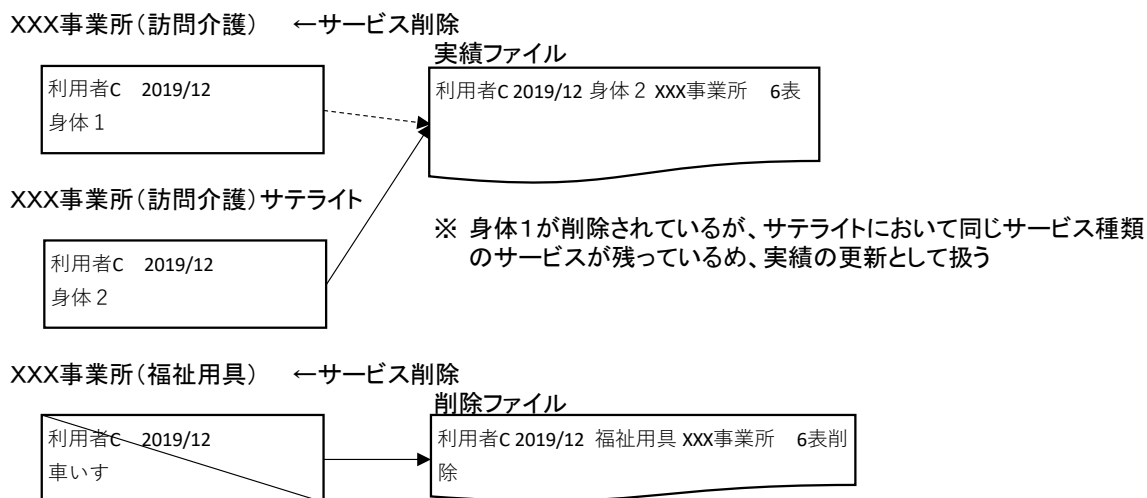 XXX事業所(訪問介護) ←サービス削除
実績ファイル
利用者C 2019/12
身体1
利用者C 2019/12 身体2 XXX事業所 6表
XXX事業所(訪問介護)サテライト
利用者C 2019/12
身体2
※ 身体1が削除されているが、サテライトにおいて同じサービス種類
のサービスが残っているめ、実績の更新として扱う
XXX事業所(福祉用具) ←サービス削除
削除ファイル
利用者C 2019/12
車いす
利用者C 2019/12 福祉用具 XXX事業所 6表削
除